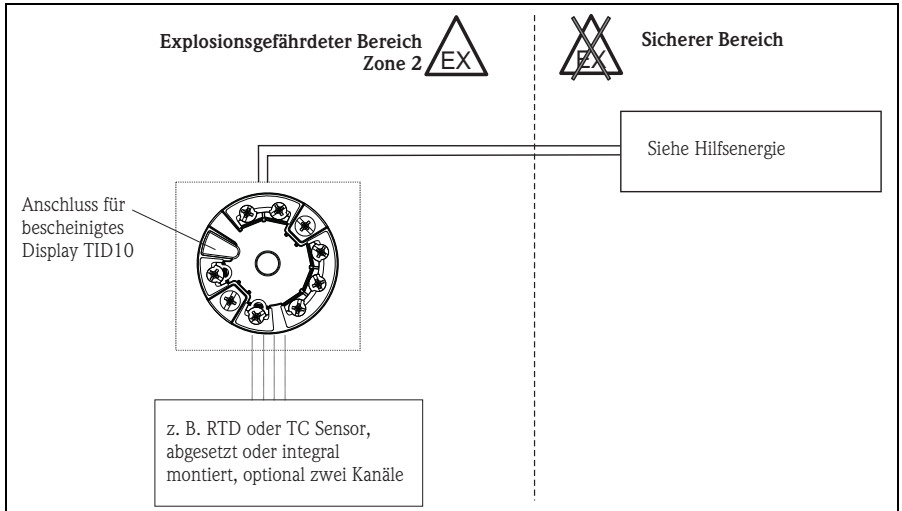 Explosionsgefährdeter Bereich
Zone 2
EX
EX
Sicherer Bereich
Siehe Hilfsenergie
Anschluss für
bescheinigtes
Display TID10
z. B. RTD oder TC Sensor,
abgesetzt oder integral
montiert, optional zwei Kanäle